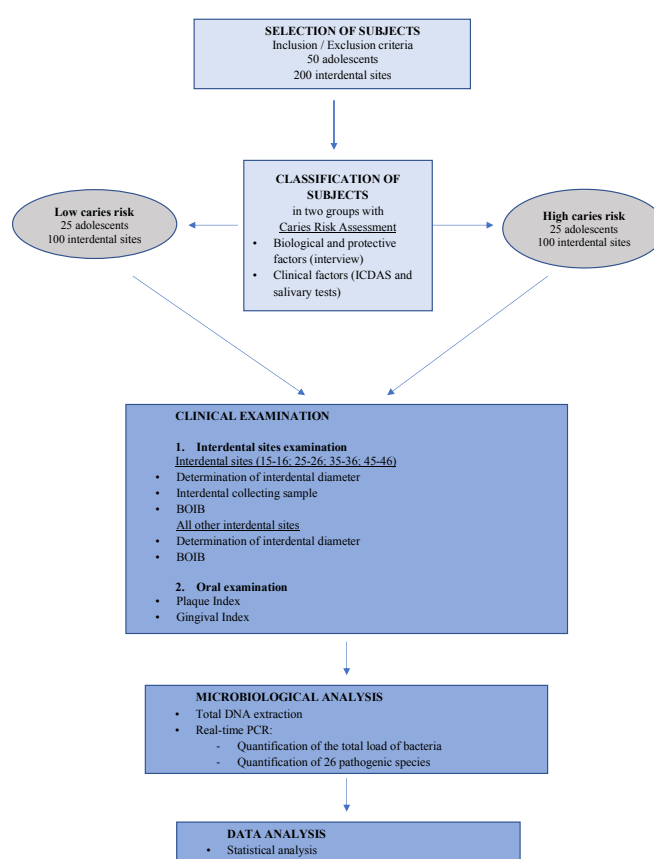 SELECTION OF SUBJECTS
Inclusion / Exclusion criteria
50 adolescents
200 interdental sites
CLASSIFICATION OF
SUBJECTS
in two groups with
Caries Risk Assessment
• Biological and protective
factors (interview)
• Clinical factors (ICDAS and
salivary tests)
Low caries risk
25 adolescents
100 interdental sites
High caries risk
25 adolescents
100 interdental sites
CLINICAL EXAMINATION
1. Interdental sites examination
Interdental sites (15-16; 25-26; 35-36; 45-46)
• Determination of interdental diameter
• Interdental collecting sample
• BOIB
All other interdental sites
• Determination of interdental diameter
• BOIB
2. Oral examination
• Plaque Index
• Gingival Index
MICROBIOLOGICAL ANALYSIS
• Total DNA extraction
• Real-time PCR:
- Quantification of the total load of bacteria
- Quantification of 26 pathogenic species
DATA ANALYSIS
• Statistical analysis